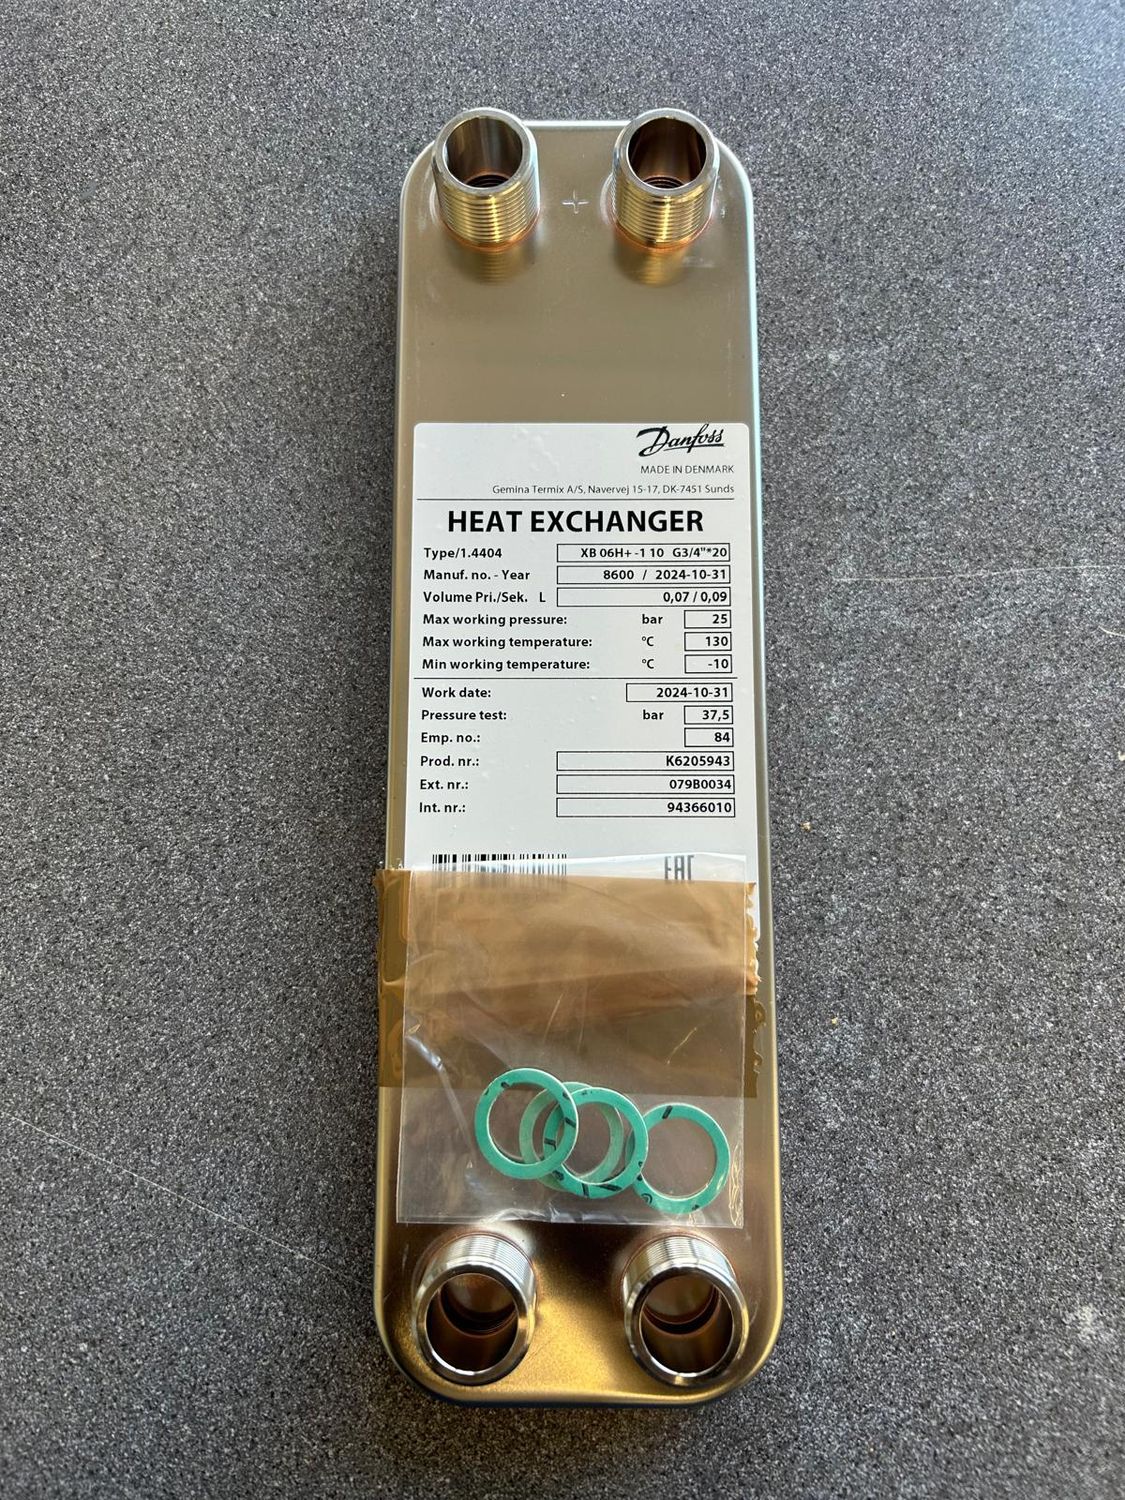 Danfoss
MADE IN DENMARK
Gemina Termix A/S, Navervej 15-17, DK-7451 Sunds
HEAT EXCHANGER
Type/1.4404 XB 06H+ -1 10 G3/4"*20
Manuf. no. - Year 8600 / 2024-10-31
Volume Pri./Sek. L 0,07 / 0,09
Max working pressure: bar 25
Max working temperature: °C 130
Min working temperature: °C -10
Work date: 2024-10-31
Pressure test: bar 37,5
Emp. no.: 84
Prod. nr.: K6205943
Ext. nr.: 079B0034
Int. nr.: 94366010
EAC